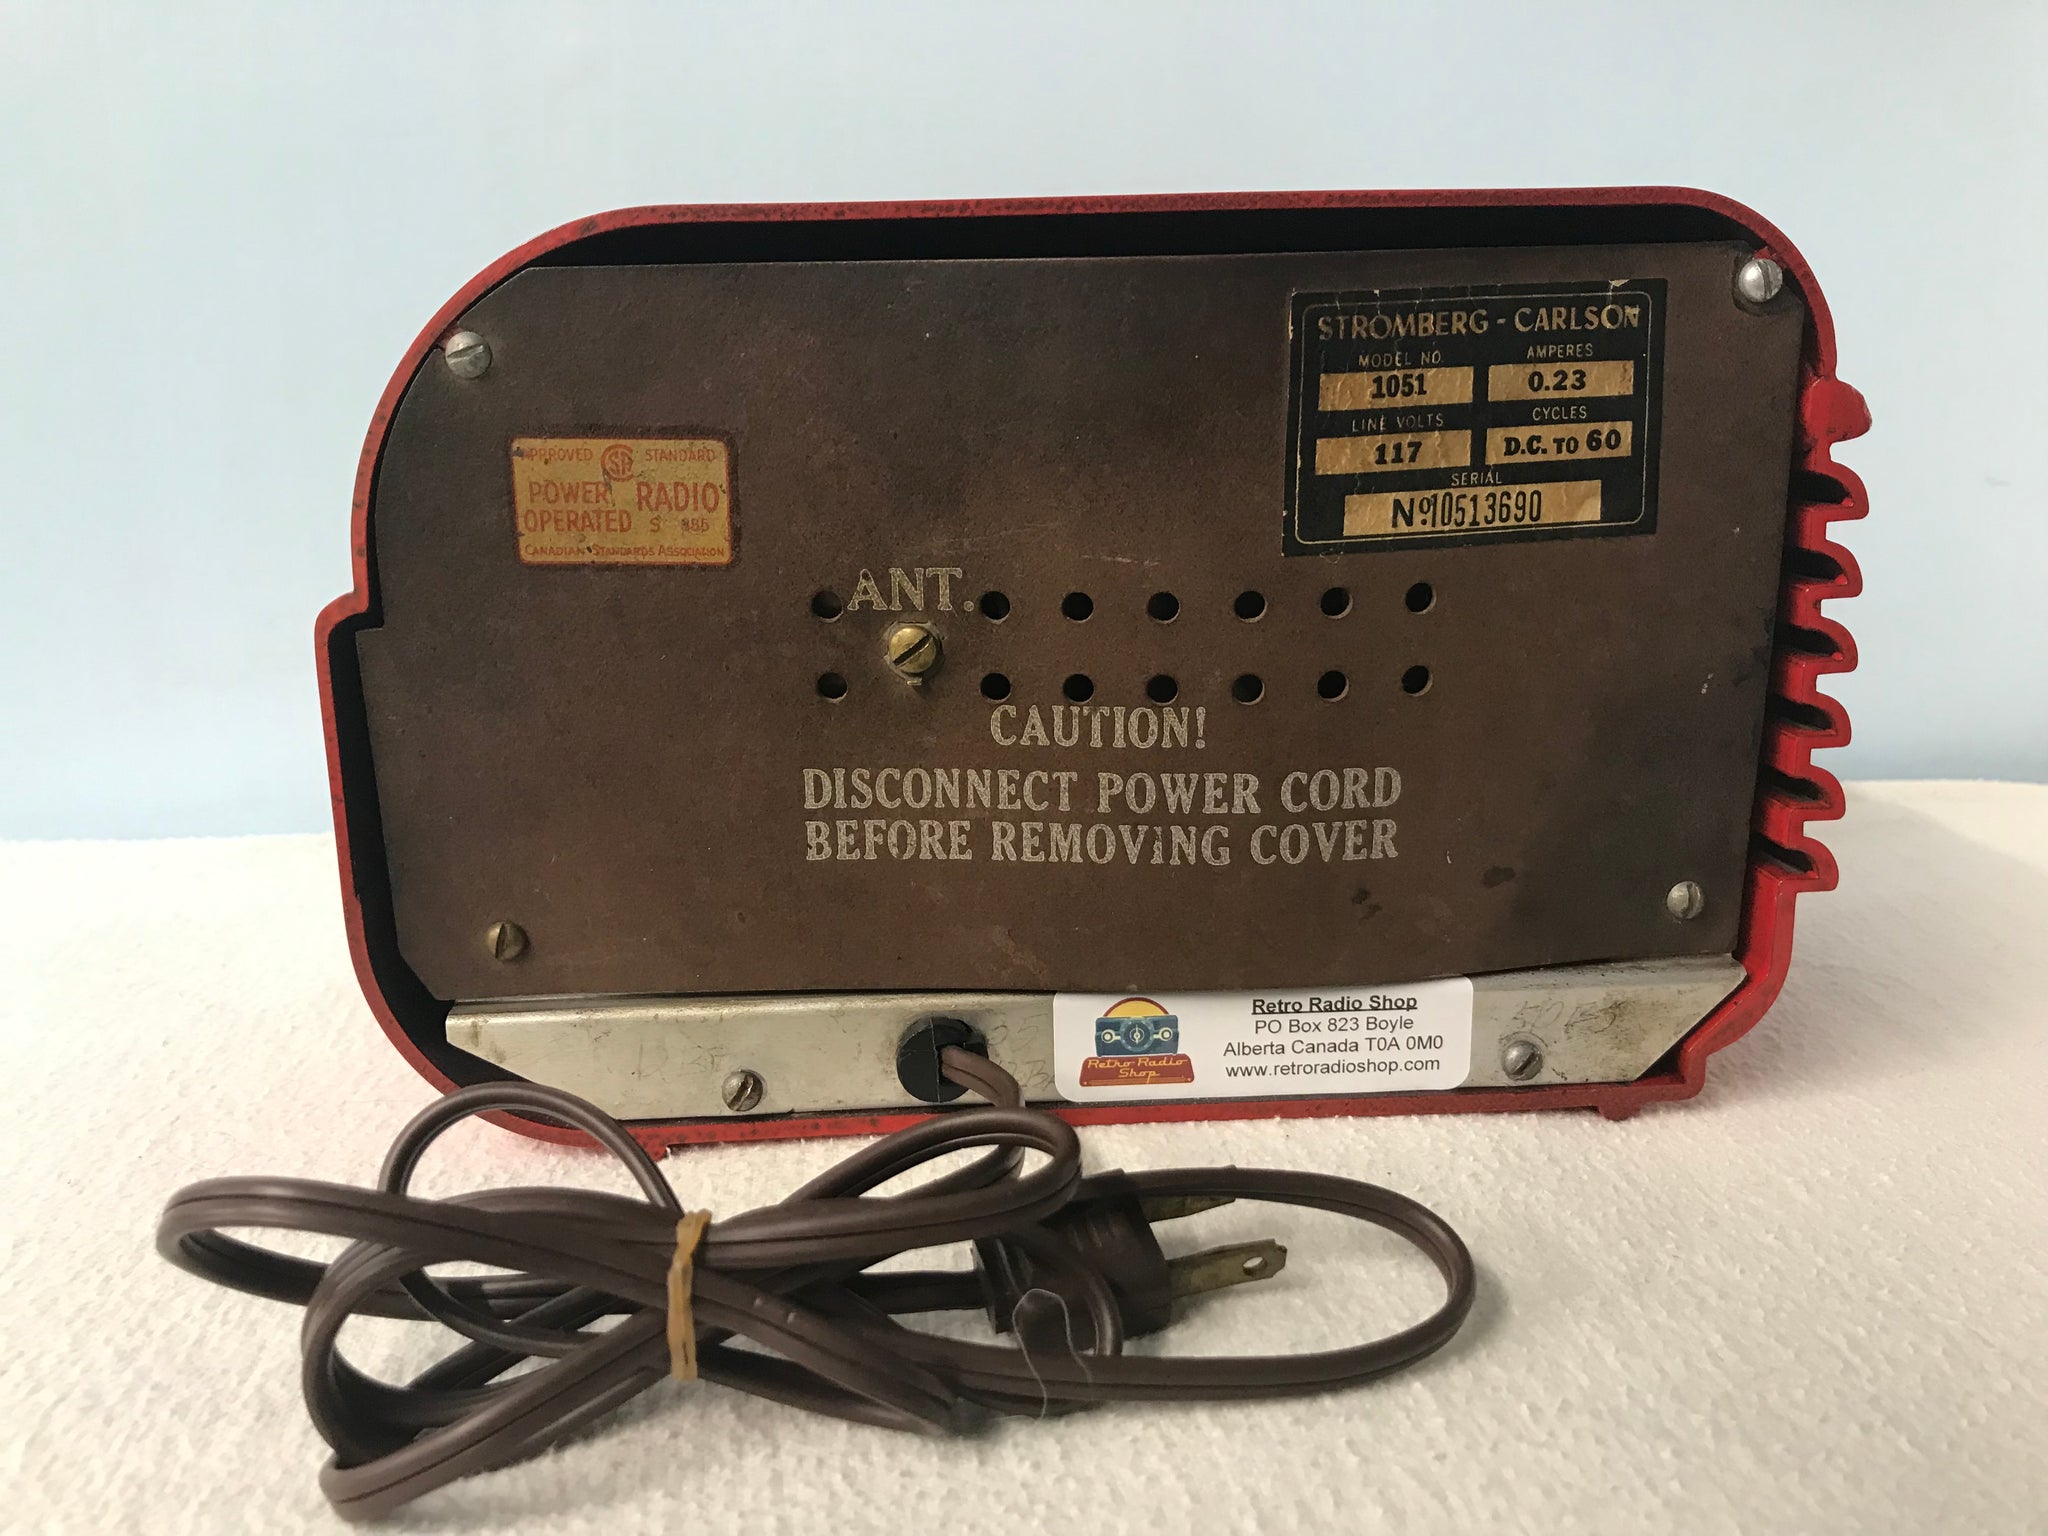 STROMBERG - CARLSON
MODEL NO. AMPERES
1051 0.23
LINE VOLTS CYCLES
117 D.C. TO 60
SERIAL
Nº10513690
APPROVED SA STANDARD
POWER RADIO
OPERATED S 885
CANADIAN STANDARDS ASSOCIATION
ANT.
CAUTION!
DISCONNECT POWER CORD
BEFORE REMOVING COVER
Retro Radio Shop
PO Box 823 Boyle
Alberta Canada T0A 0M0
www.retroradioshop.com
Retro Radio
Shop